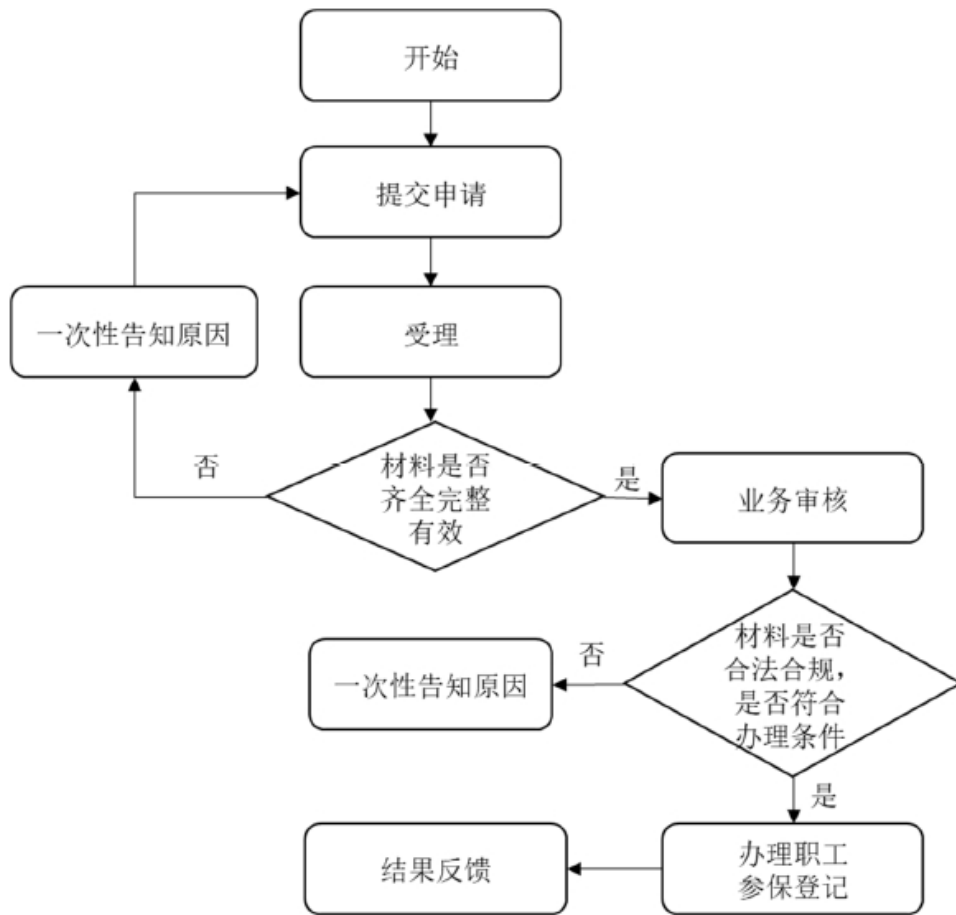 开始
提交申请
一次性告知原因
受理
否
材料是否
齐全完整
有效
是
业务审核
一次性告知原因
否
材料是否
合法合规，
是否符合
办理条件
是
结果反馈
办理职工
参保登记